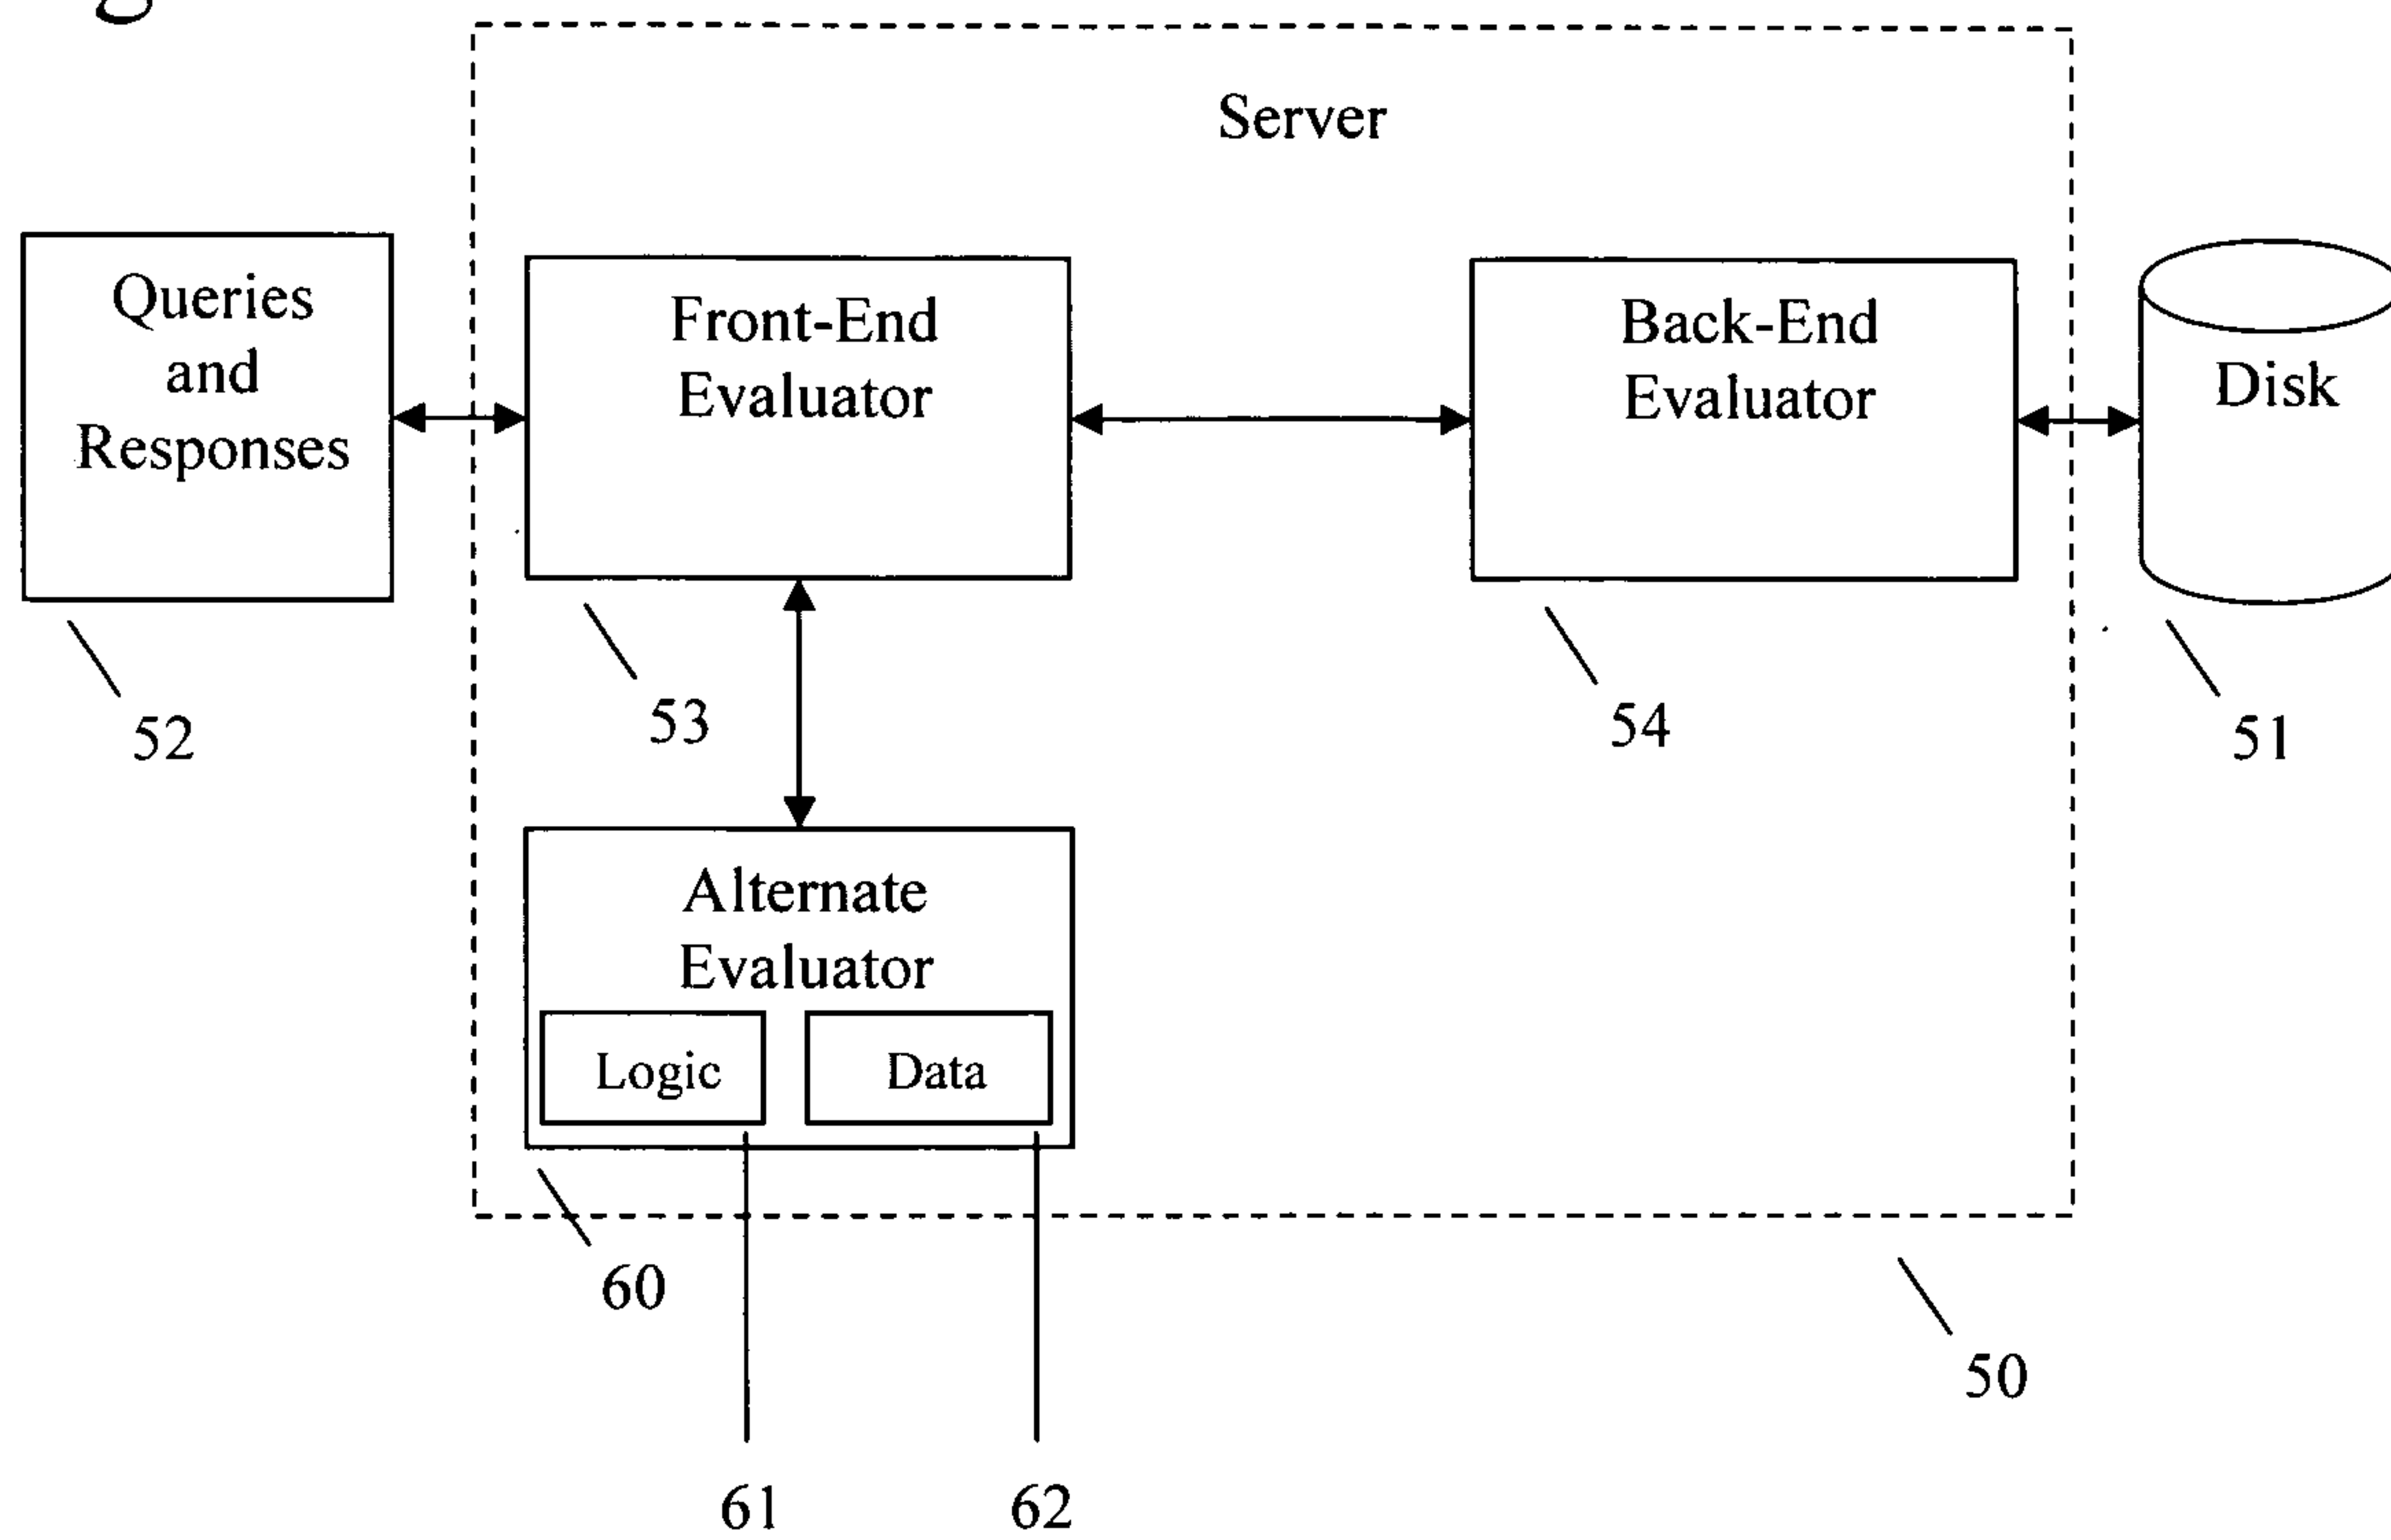 Server
Queries
and
Responses
Front-End
Evaluator
Back-End
Evaluator
Disk
52
53
54
51
Alternate
Evaluator
Logic
Data
60
50
61
62